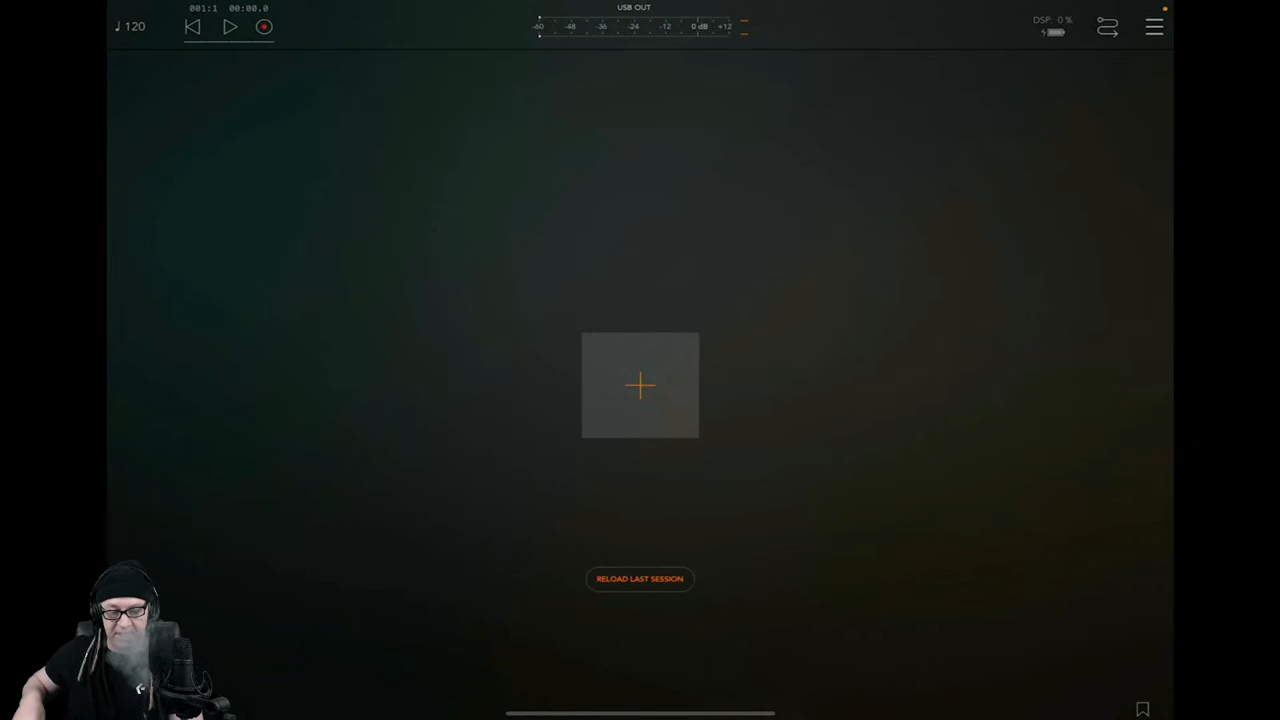 USB OUT
001:1 00:00.0
♩ 120
-60 -48 -36 -24 -12 0 dB +12
DSP: 0 %
RELOAD LAST SESSION